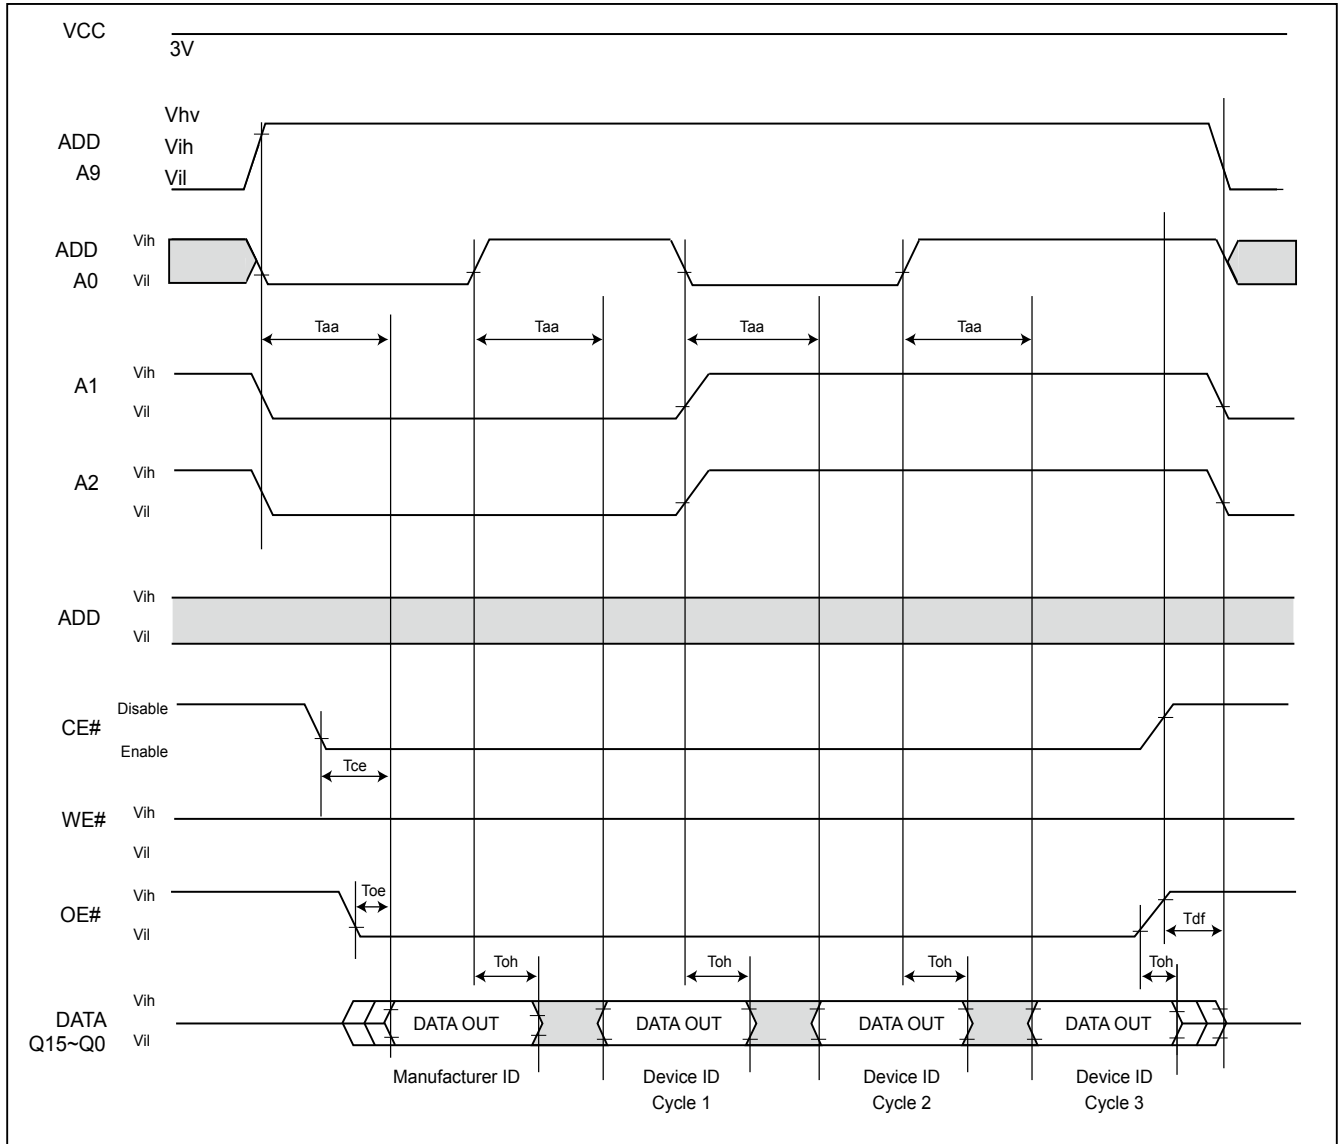 VCC
3V
Vhv
ADD
Vih
A9
Vil
ADD
Vih
A0
Vil
Taa
Taa
Taa
Taa
A1
Vih
Vil
A2
Vih
Vil
ADD
Vih
Vil
CE#
Disable
Enable
Tce
WE#
Vih
Vil
OE#
Vih
Vil
Toe
Tdf
Toh
Toh
Toh
Toh
DATA
Q15~Q0
Vih
Vil
DATA OUT
DATA OUT
DATA OUT
DATA OUT
Manufacturer ID
Device ID
Cycle 1
Device ID
Cycle 2
Device ID
Cycle 3